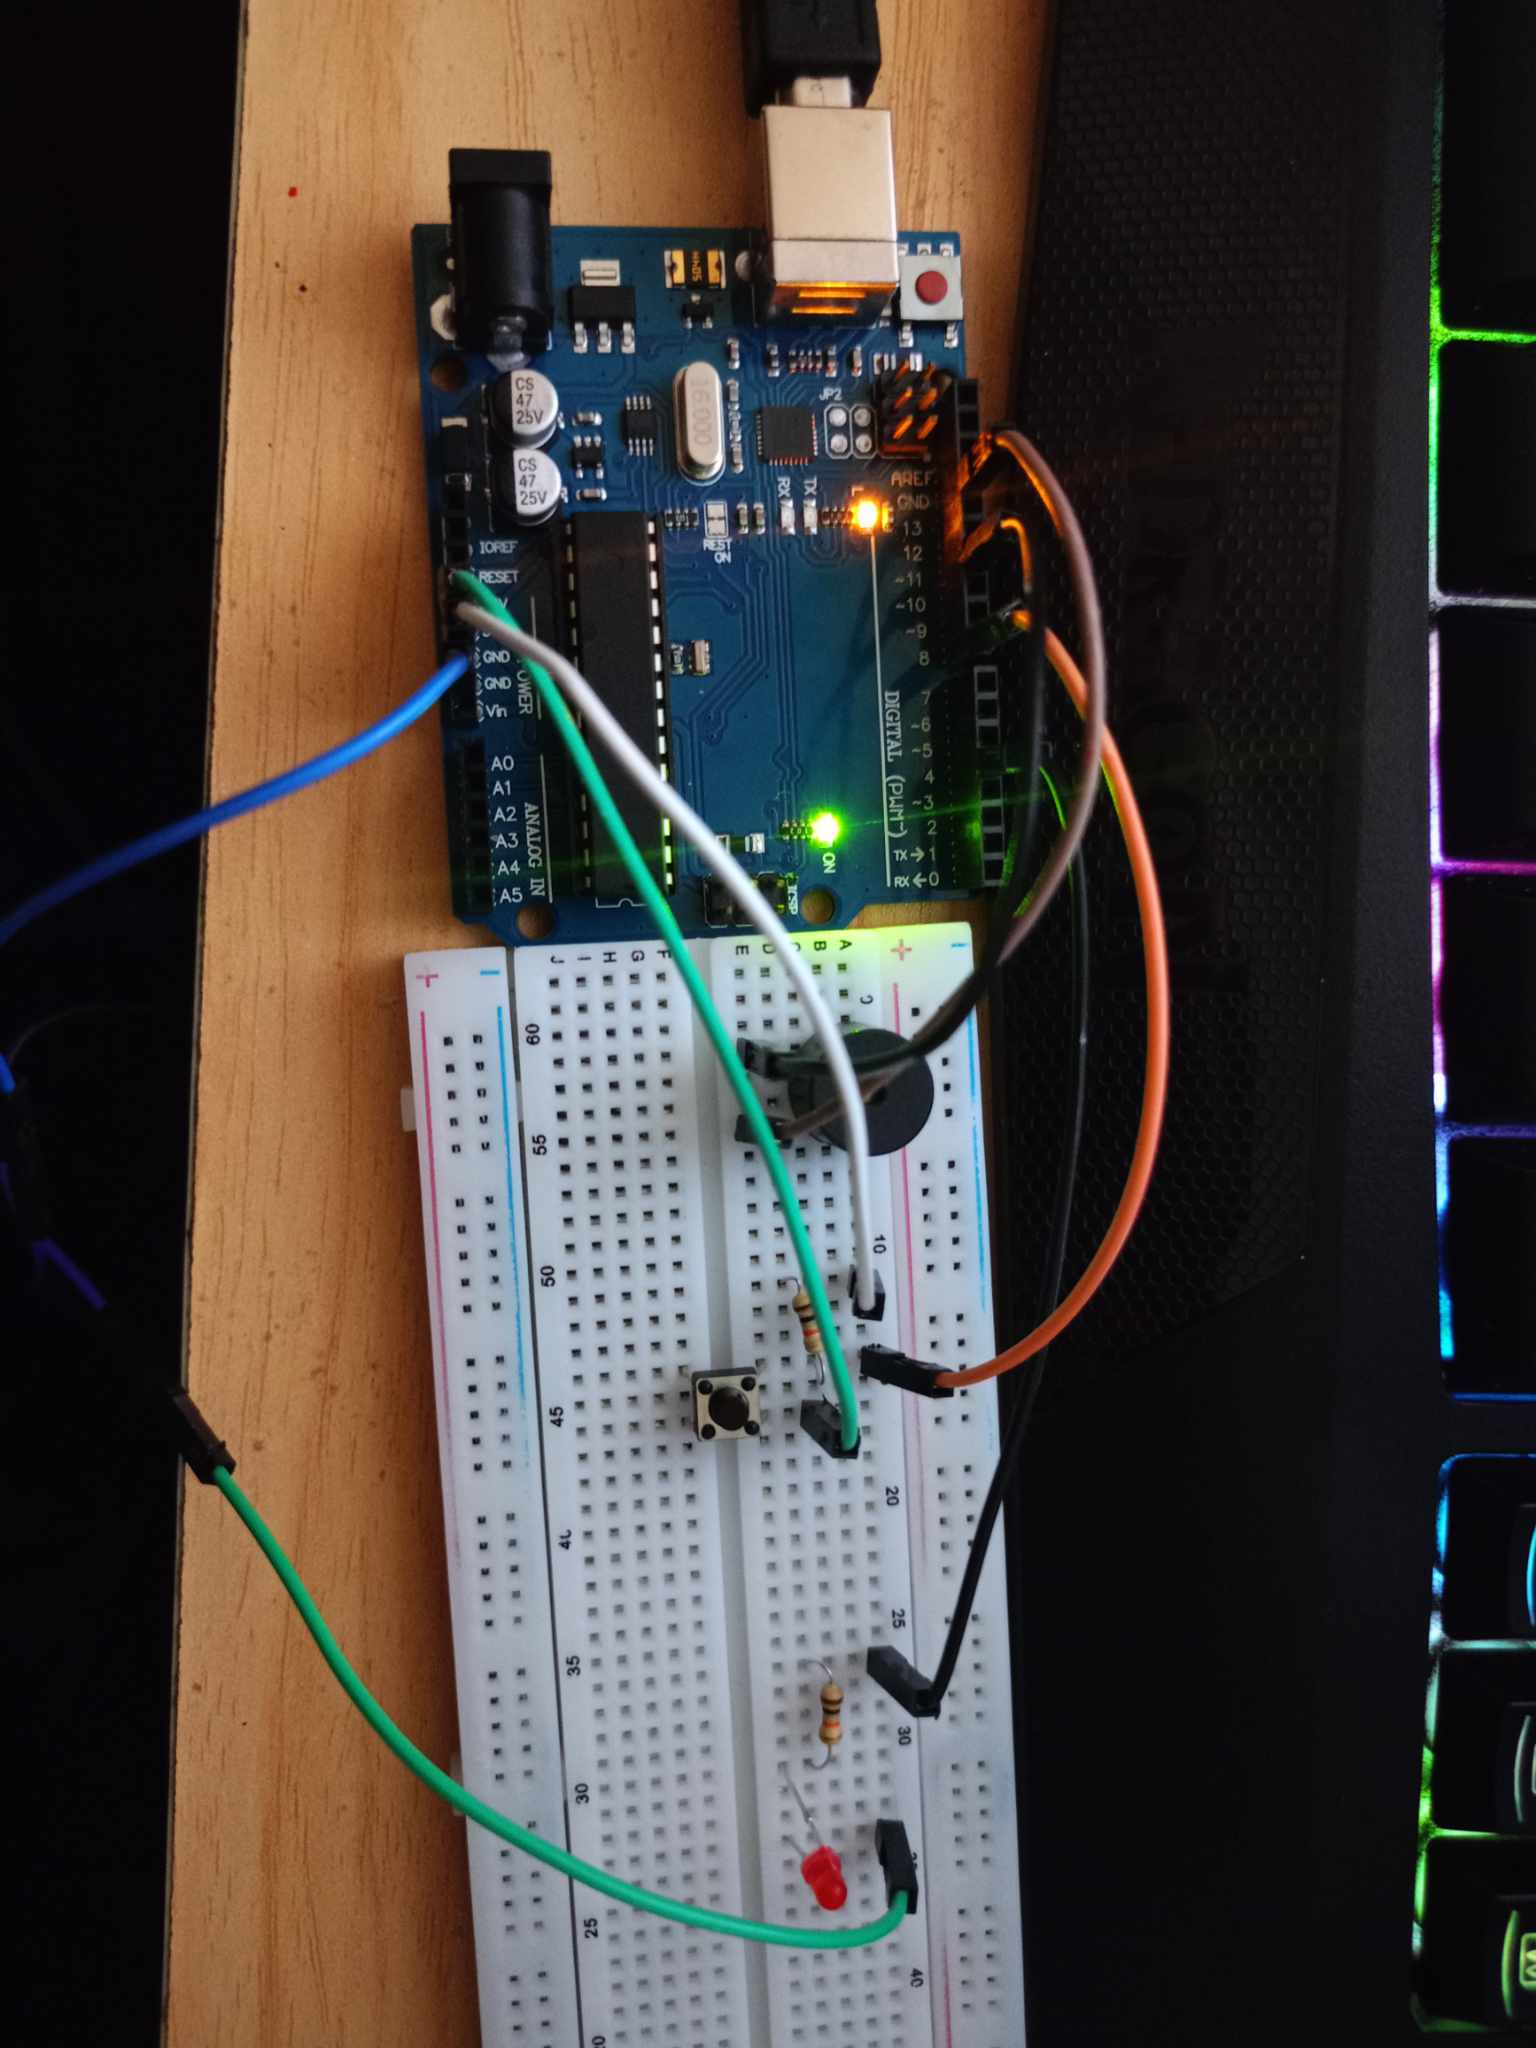 CS
47
25V
CS
47
25V
16.000
JP2
RX
TX
L
REST
ON
IOREF
RESET
GND
GND
Vin
POWER
A0
A1
A2
A3
A4
A5
ANALOG IN
AREF
GND
13
12
~11
~10
~9
8
7
~6
~5
4
~3
2
TX→1
RX←0
DIGITAL (PWM~)
ON
ICSP
+
J
I
H
G
F
E
D
C
B
A
+
60
55
50
45
35
30
25
10
20
25
30
40
W